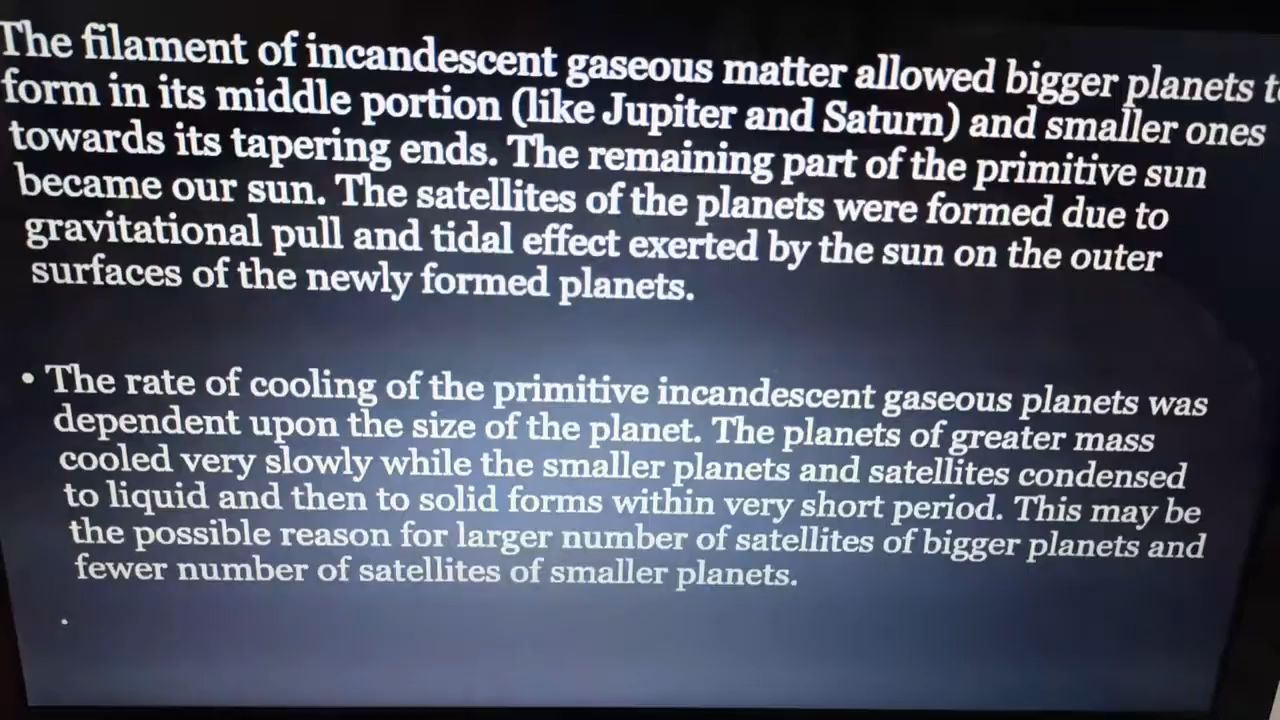 The filament of incandescent gaseous matter allowed bigger planets
form in its middle portion (like Jupiter and Saturn) and smaller ones
towards its tapering ends. The remaining part of the primitive sun
became our sun. The satellites of the planets were formed due to
gravitational pull and tidal effect exerted by the sun on the outer
surfaces of the newly formed planets.
• The rate of cooling of the primitive incandescent gaseous planets was
dependent upon the size of the planet. The planets of greater mass
cooled very slowly while the smaller planets and satellites condensed
to liquid and then to solid forms within very short period. This may be
the possible reason for larger number of satellites of bigger planets and
fewer number of satellites of smaller planets.
.